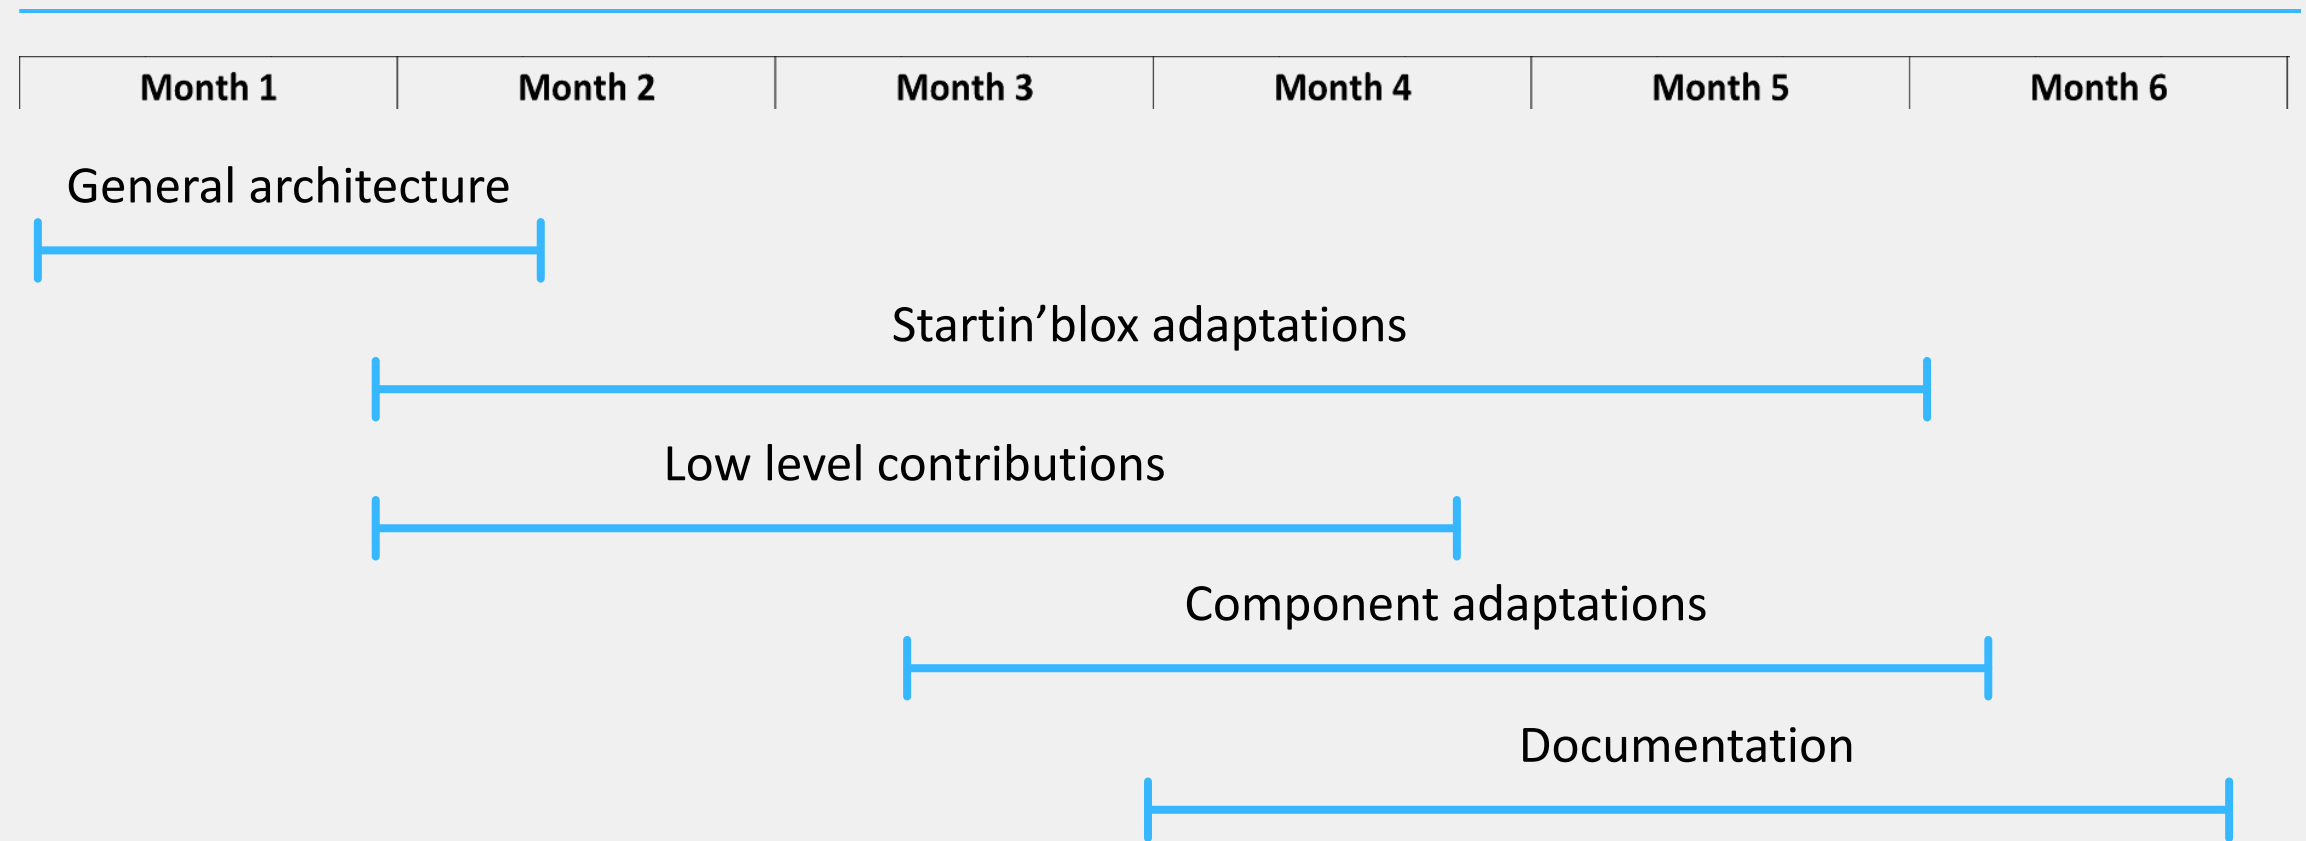 Month 1 Month 2 Month 3 Month 4 Month 5 Month 6
General architecture
Startin’blox adaptations
Low level contributions
Component adaptations
Documentation